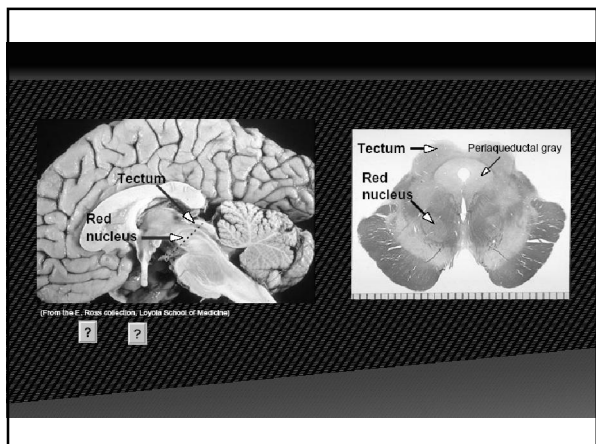 Tectum
Red
nucleus
(From the E. Ross collection, Loyola School of Medicine)
?
?
Tectum
Periaqueductal gray
Red
nucleus